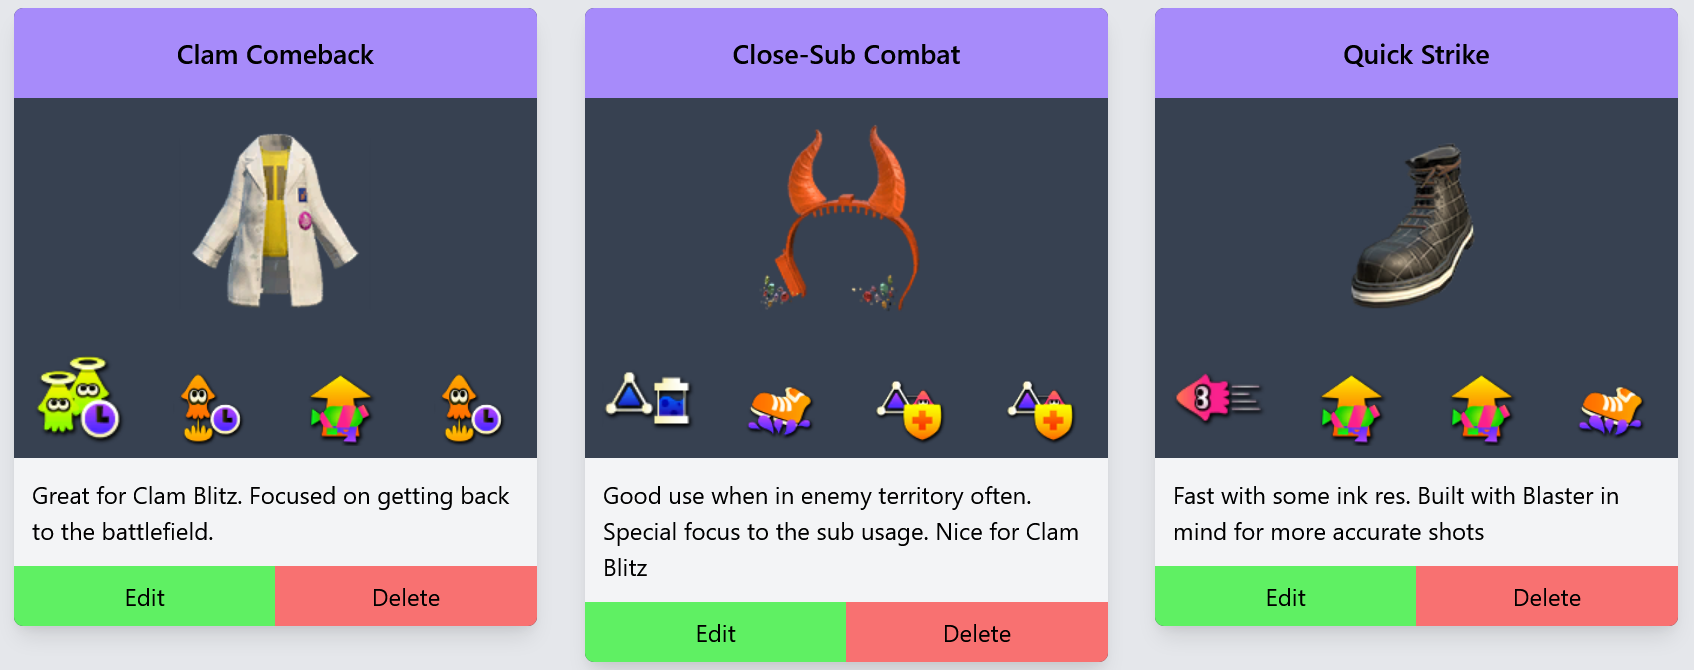 Clam Comeback
Great for Clam Blitz. Focused on getting back
to the battlefield.
Edit
Delete
Close-Sub Combat
Good use when in enemy territory often.
Special focus to the sub usage. Nice for Clam
Blitz
Edit
Delete
Quick Strike
Fast with some ink res. Built with Blaster in
mind for more accurate shots
Edit
Delete